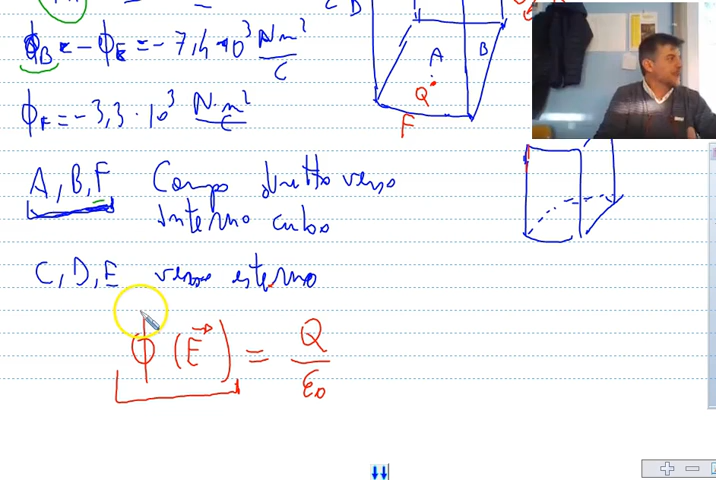 C D
Φ_B = -Φ_E = -7,4·10³ N m²/C
A B
Q
Φ_F = -3,3·10³ N·m²/C
F
A, B, F Campo diretto verso
interno cubo
C, D, E verso esterno
Φ(E⃗) = Q/ε₀